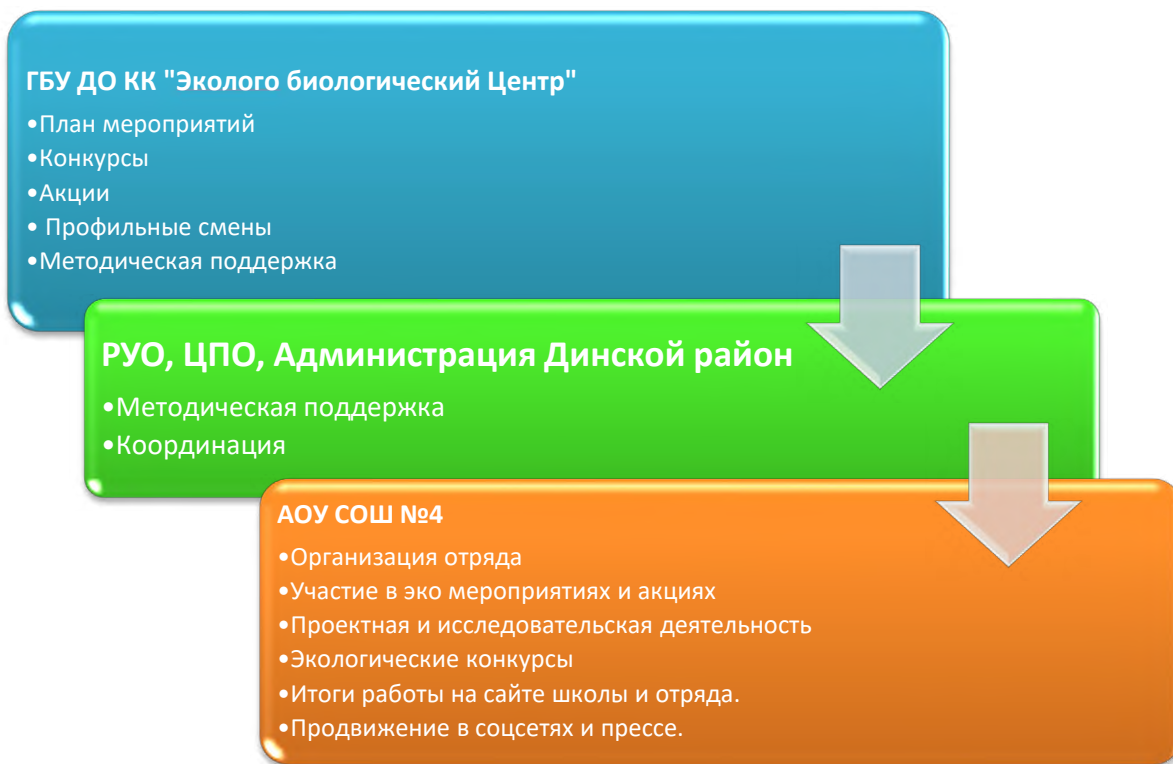 ГБУ ДО КК "Эколого биологический Центр"
•План мероприятий
•Конкурсы
•Акции
• Профильные смены
•Методическая поддержка
РУО, ЦПО, Администрация Динской район
•Методическая поддержка
•Координация
АОУ СОШ №4
•Организация отряда
•Участие в эко мероприятиях и акциях
•Проектная и исследовательская деятельность
•Экологические конкурсы
•Итоги работы на сайте школы и отряда.
•Продвижение в соцсетях и прессе.